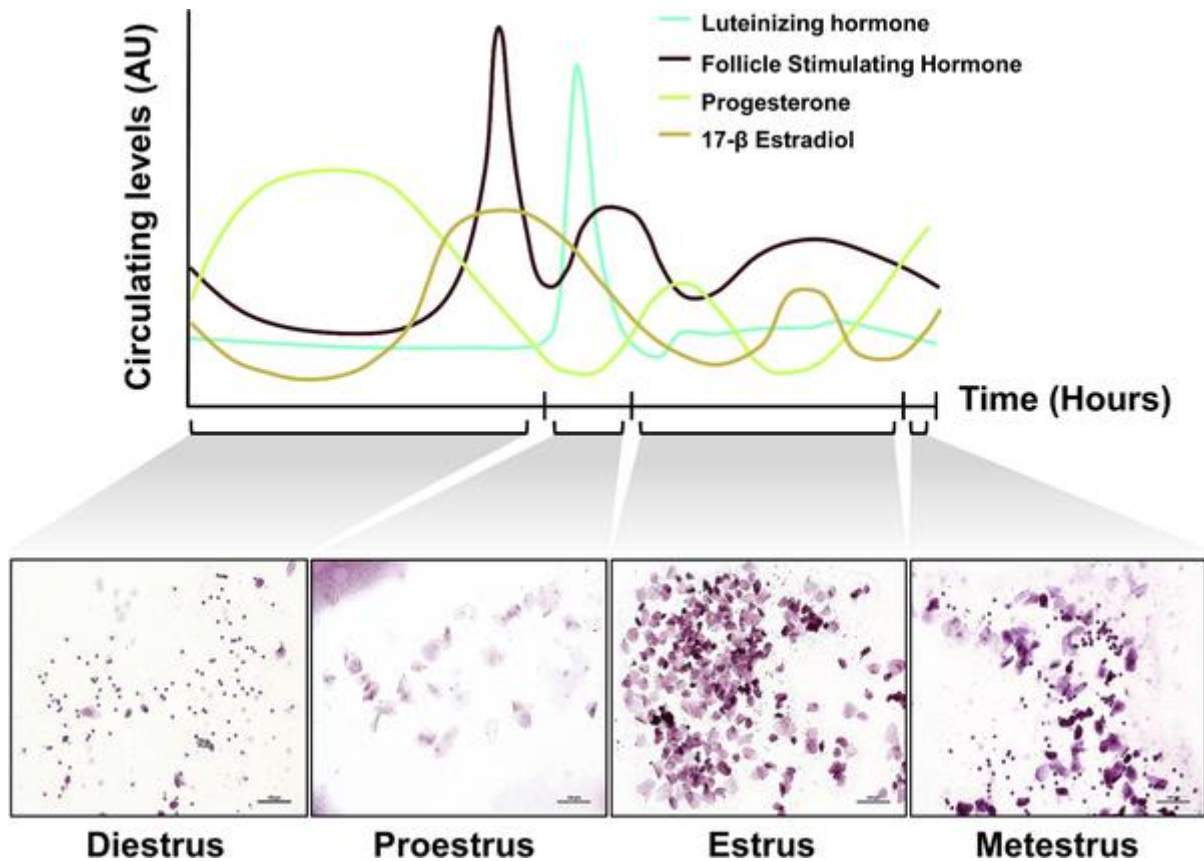 Circulating levels (AU)
Luteinizing hormone
Follicle Stimulating Hormone
Progesterone
17-β Estradiol
Time (Hours)
Diestrus
Proestrus
Estrus
Metestrus